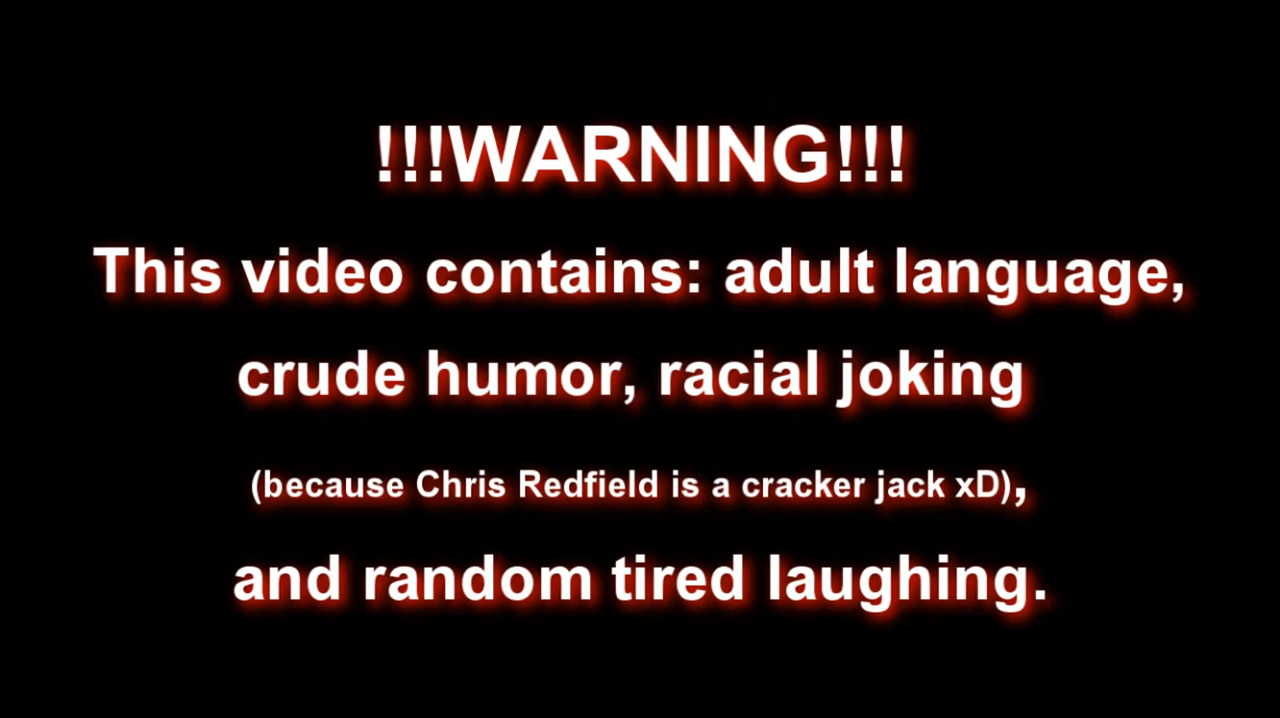 !!!WARNING!!!
This video contains: adult language,
crude humor, racial joking
(because Chris Redfield is a cracker jack xD),
and random tired laughing.